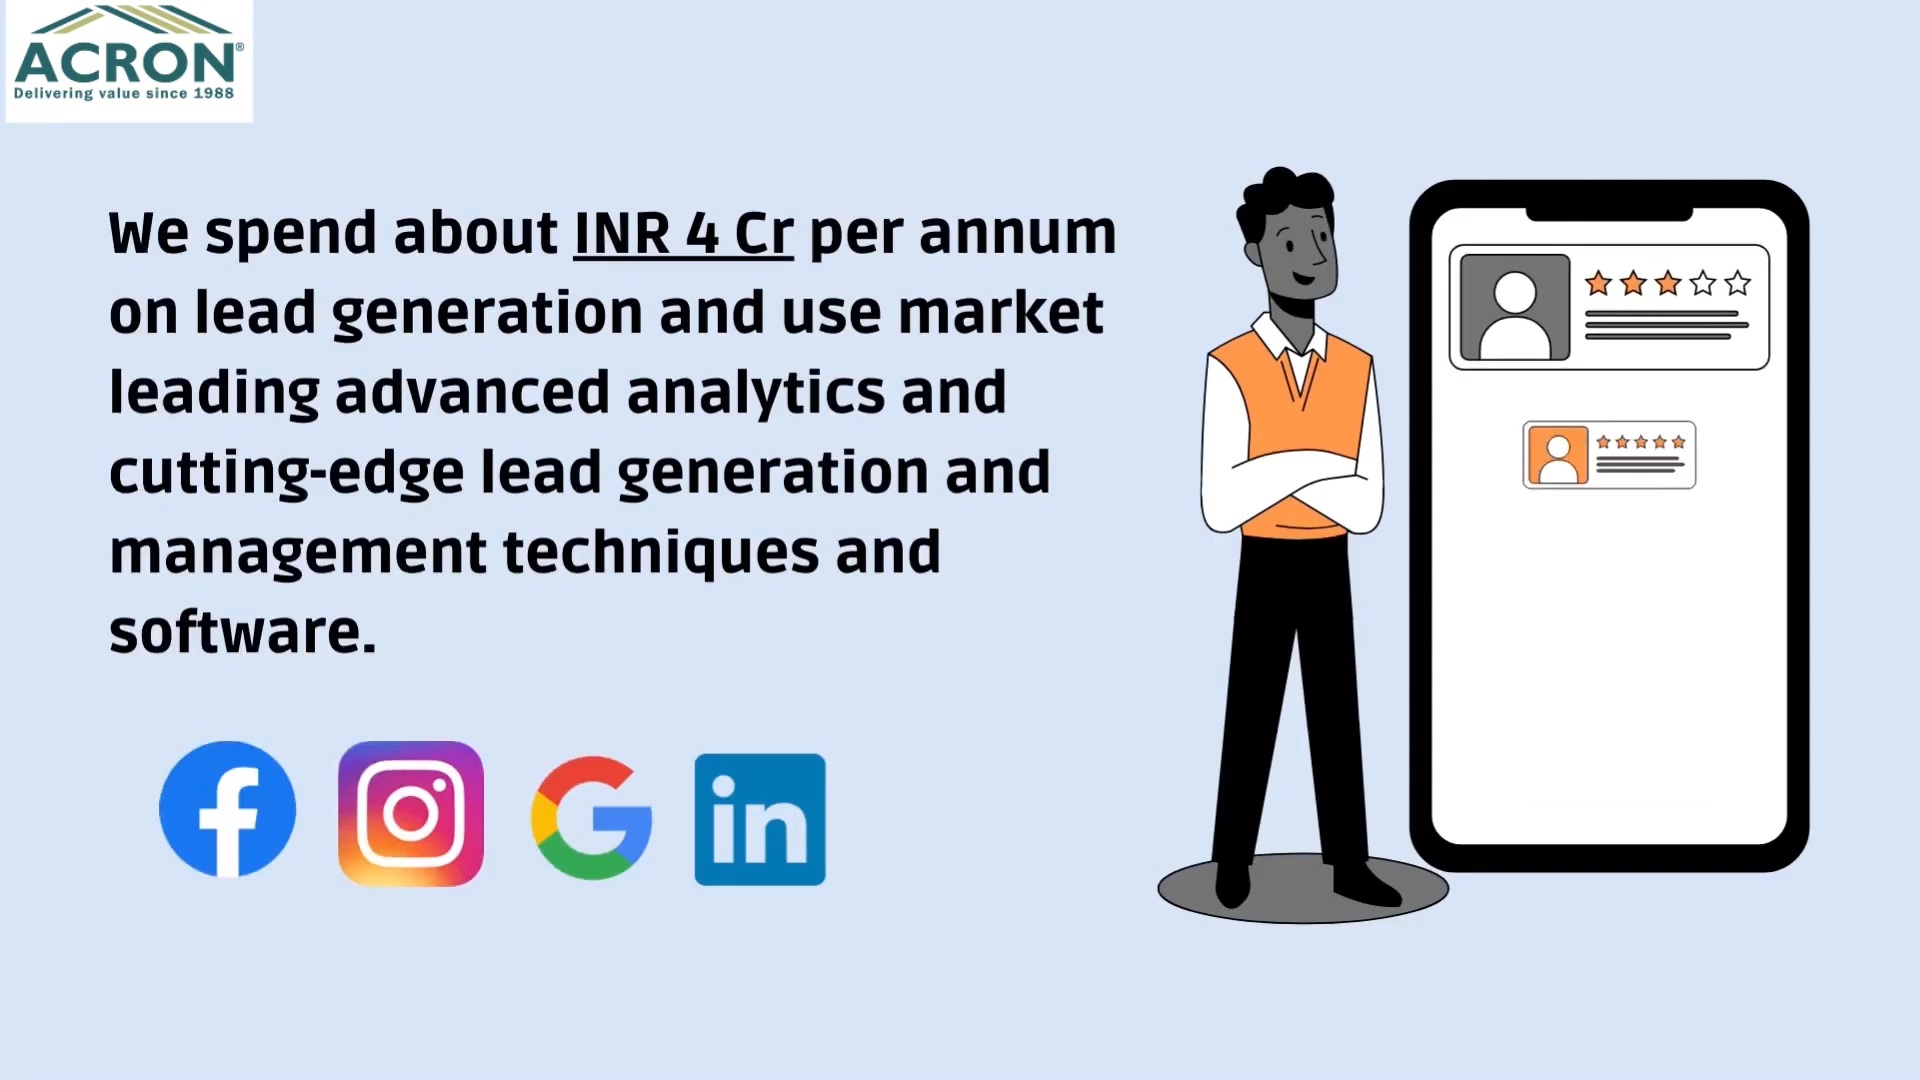 ACRON®
Delivering value since 1988
We spend about INR 4 Cr per annum
on lead generation and use market
leading advanced analytics and
cutting-edge lead generation and
management techniques and
software.
in